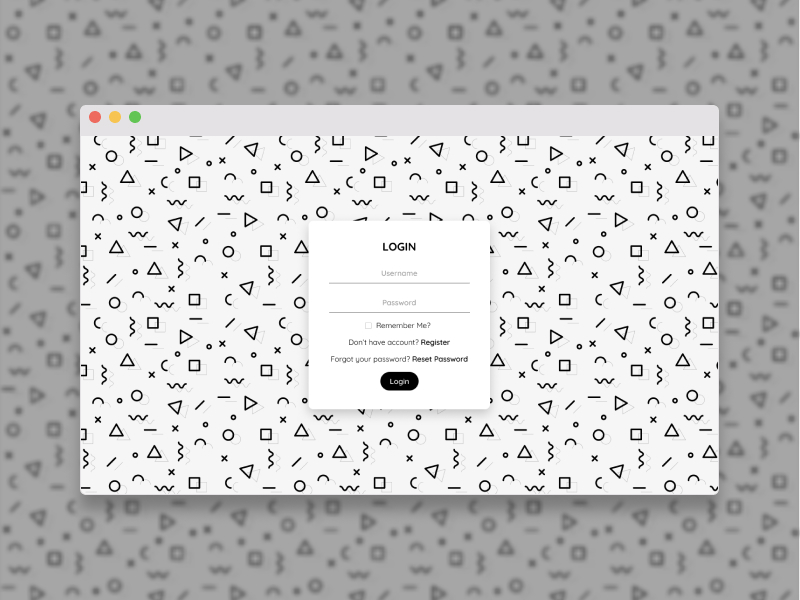 LOGIN
Username
Password
Remember Me?
Don't have account? Register
Forgot your password? Reset Password
Login